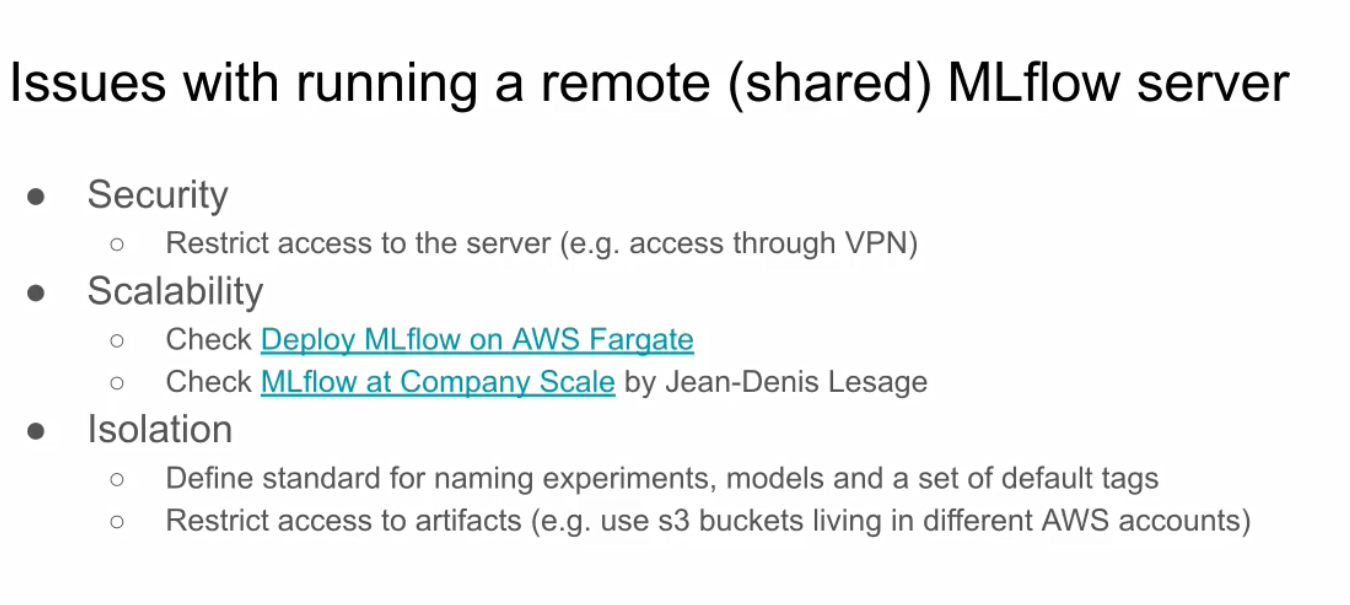 Issues with running a remote (shared) MLflow server
● Security
○ Restrict access to the server (e.g. access through VPN)
● Scalability
○ Check Deploy MLflow on AWS Fargate
○ Check MLflow at Company Scale by Jean-Denis Lesage
● Isolation
○ Define standard for naming experiments, models and a set of default tags
○ Restrict access to artifacts (e.g. use s3 buckets living in different AWS accounts)